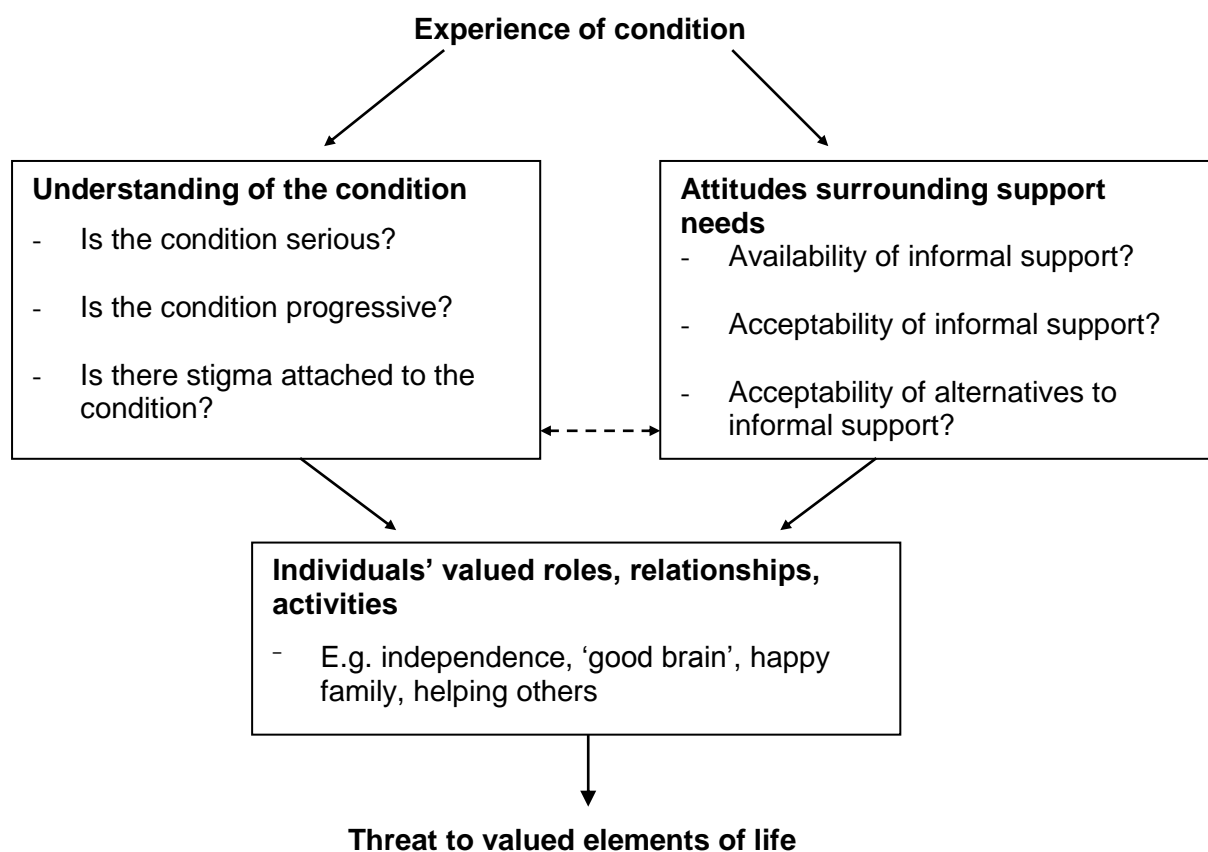 Experience of condition
Understanding of the condition
- Is the condition serious?
- Is the condition progressive?
- Is there stigma attached to the
condition?
Attitudes surrounding support
needs
- Availability of informal support?
- Acceptability of informal support?
- Acceptability of alternatives to
informal support?
Individuals’ valued roles, relationships,
activities
- E.g. independence, ‘good brain’, happy
family, helping others
Threat to valued elements of life